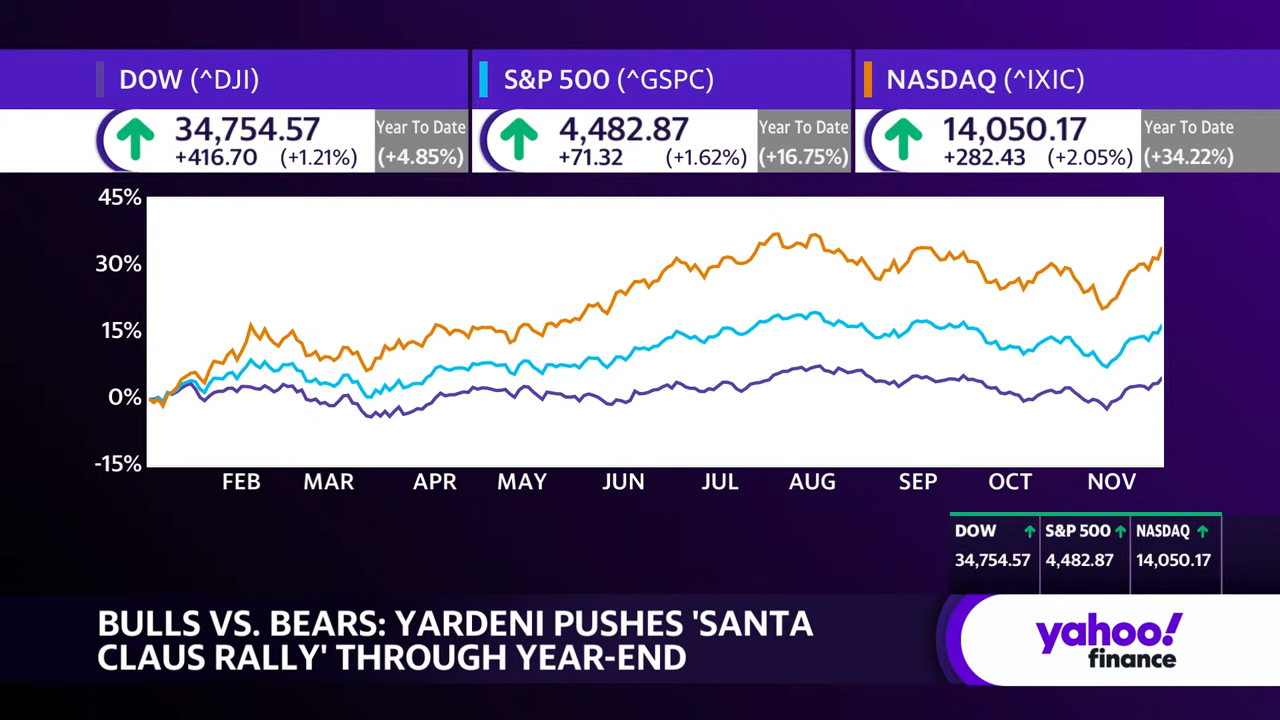 DOW (^DJI)
34,754.57
+416.70 (+1.21%)
Year To Date
(+4.85%)
S&P 500 (^GSPC)
4,482.87
+71.32 (+1.62%)
Year To Date
(+16.75%)
NASDAQ (^IXIC)
14,050.17
+282.43 (+2.05%)
Year To Date
(+34.22%)
45%
30%
15%
0%
-15%
FEB MAR APR MAY JUN JUL AUG SEP OCT NOV
DOW S&P 500 NASDAQ
34,754.57 4,482.87 14,050.17
BULLS VS. BEARS: YARDENI PUSHES 'SANTA
CLAUS RALLY' THROUGH YEAR-END
yahoo!
finance